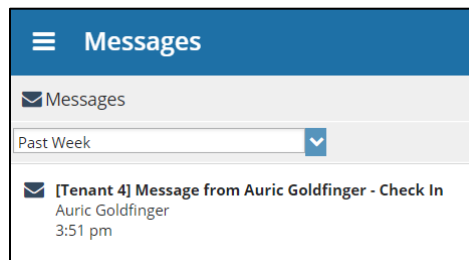 Messages
Messages
Past Week
[Tenant 4] Message from Auric Goldfinger - Check In
Auric Goldfinger
3:51 pm